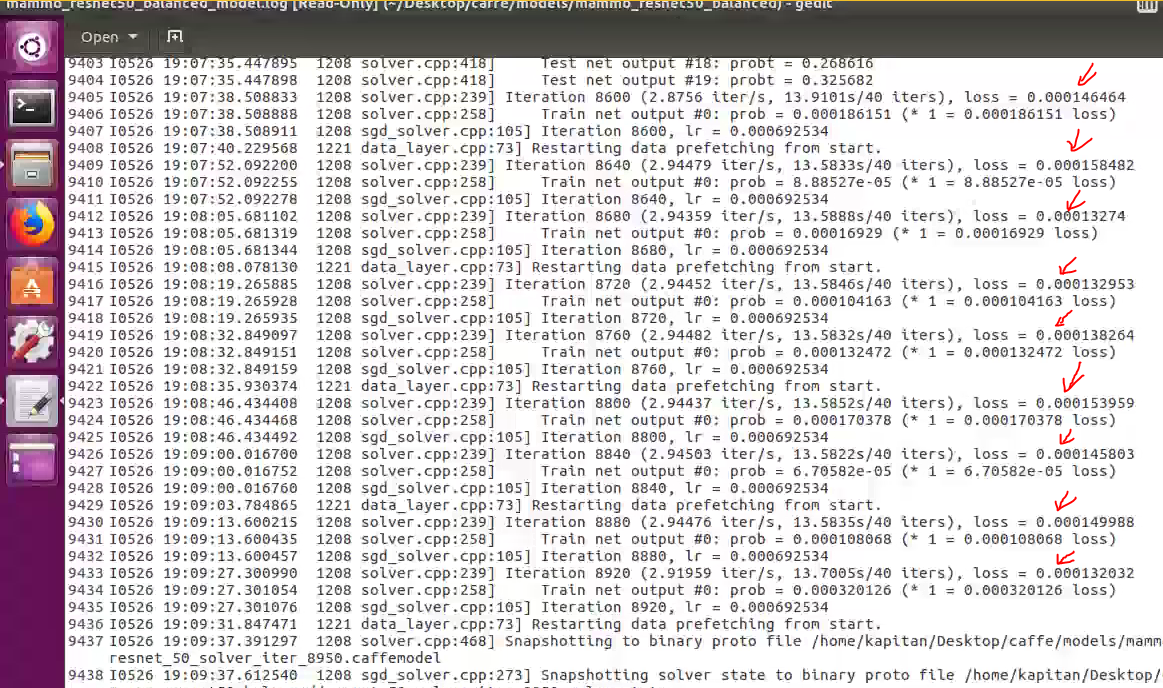 mammo_resnet50_balanced_model.log [Read-Only] (~/Desktop/caffe/models/mammo_resnet50_balanced) - gedit
Open
9403 I0526 19:07:35.447895 1208 solver.cpp:418] Test net output #18: probt = 0.268616
9404 I0526 19:07:35.447898 1208 solver.cpp:418] Test net output #19: probt = 0.325682
9405 I0526 19:07:38.508833 1208 solver.cpp:239] Iteration 8600 (2.8756 iter/s, 13.9101s/40 iters), loss = 0.000146464
9406 I0526 19:07:38.508888 1208 solver.cpp:258] Train net output #0: prob = 0.000186151 (* 1 = 0.000186151 loss)
9407 I0526 19:07:38.508911 1208 sgd_solver.cpp:105] Iteration 8600, lr = 0.000692534
9408 I0526 19:07:40.229568 1221 data_layer.cpp:73] Restarting data prefetching from start.
9409 I0526 19:07:52.092200 1208 solver.cpp:239] Iteration 8640 (2.94479 iter/s, 13.5833s/40 iters), loss = 0.000158482
9410 I0526 19:07:52.092255 1208 solver.cpp:258] Train net output #0: prob = 8.88527e-05 (* 1 = 8.88527e-05 loss)
9411 I0526 19:07:52.092278 1208 sgd_solver.cpp:105] Iteration 8640, lr = 0.000692534
9412 I0526 19:08:05.681102 1208 solver.cpp:239] Iteration 8680 (2.94359 iter/s, 13.5888s/40 iters), loss = 0.00013274
9413 I0526 19:08:05.681319 1208 solver.cpp:258] Train net output #0: prob = 0.00016929 (* 1 = 0.00016929 loss)
9414 I0526 19:08:05.681344 1208 sgd_solver.cpp:105] Iteration 8680, lr = 0.000692534
9415 I0526 19:08:08.078130 1221 data_layer.cpp:73] Restarting data prefetching from start.
9416 I0526 19:08:19.265885 1208 solver.cpp:239] Iteration 8720 (2.94452 iter/s, 13.5846s/40 iters), loss = 0.000132953
9417 I0526 19:08:19.265928 1208 solver.cpp:258] Train net output #0: prob = 0.000104163 (* 1 = 0.000104163 loss)
9418 I0526 19:08:19.265935 1208 sgd_solver.cpp:105] Iteration 8720, lr = 0.000692534
9419 I0526 19:08:32.849097 1208 solver.cpp:239] Iteration 8760 (2.94482 iter/s, 13.5832s/40 iters), loss = 0.000138264
9420 I0526 19:08:32.849151 1208 solver.cpp:258] Train net output #0: prob = 0.000132472 (* 1 = 0.000132472 loss)
9421 I0526 19:08:32.849159 1208 sgd_solver.cpp:105] Iteration 8760, lr = 0.000692534
9422 I0526 19:08:35.930374 1221 data_layer.cpp:73] Restarting data prefetching from start.
9423 I0526 19:08:46.434408 1208 solver.cpp:239] Iteration 8800 (2.94437 iter/s, 13.5852s/40 iters), loss = 0.000153959
9424 I0526 19:08:46.434468 1208 solver.cpp:258] Train net output #0: prob = 0.000170378 (* 1 = 0.000170378 loss)
9425 I0526 19:08:46.434492 1208 sgd_solver.cpp:105] Iteration 8800, lr = 0.000692534
9426 I0526 19:09:00.016700 1208 solver.cpp:239] Iteration 8840 (2.94503 iter/s, 13.5822s/40 iters), loss = 0.000145803
9427 I0526 19:09:00.016752 1208 solver.cpp:258] Train net output #0: prob = 6.70582e-05 (* 1 = 6.70582e-05 loss)
9428 I0526 19:09:00.016760 1208 sgd_solver.cpp:105] Iteration 8840, lr = 0.000692534
9429 I0526 19:09:03.784865 1221 data_layer.cpp:73] Restarting data prefetching from start.
9430 I0526 19:09:13.600215 1208 solver.cpp:239] Iteration 8880 (2.94476 iter/s, 13.5835s/40 iters), loss = 0.000149988
9431 I0526 19:09:13.600435 1208 solver.cpp:258] Train net output #0: prob = 0.000108068 (* 1 = 0.000108068 loss)
9432 I0526 19:09:13.600457 1208 sgd_solver.cpp:105] Iteration 8880, lr = 0.000692534
9433 I0526 19:09:27.300990 1208 solver.cpp:239] Iteration 8920 (2.91959 iter/s, 13.7005s/40 iters), loss = 0.000132032
9434 I0526 19:09:27.301054 1208 solver.cpp:258] Train net output #0: prob = 0.000320126 (* 1 = 0.000320126 loss)
9435 I0526 19:09:27.301076 1208 sgd_solver.cpp:105] Iteration 8920, lr = 0.000692534
9436 I0526 19:09:31.847471 1221 data_layer.cpp:73] Restarting data prefetching from start.
9437 I0526 19:09:37.391297 1208 solver.cpp:468] Snapshotting to binary proto file /home/kapitan/Desktop/caffe/models/mamm
resnet_50_solver_iter_8950.caffemodel
9438 I0526 19:09:37.612540 1208 sgd_solver.cpp:273] Snapshotting solver state to binary proto file /home/kapitan/Desktop/